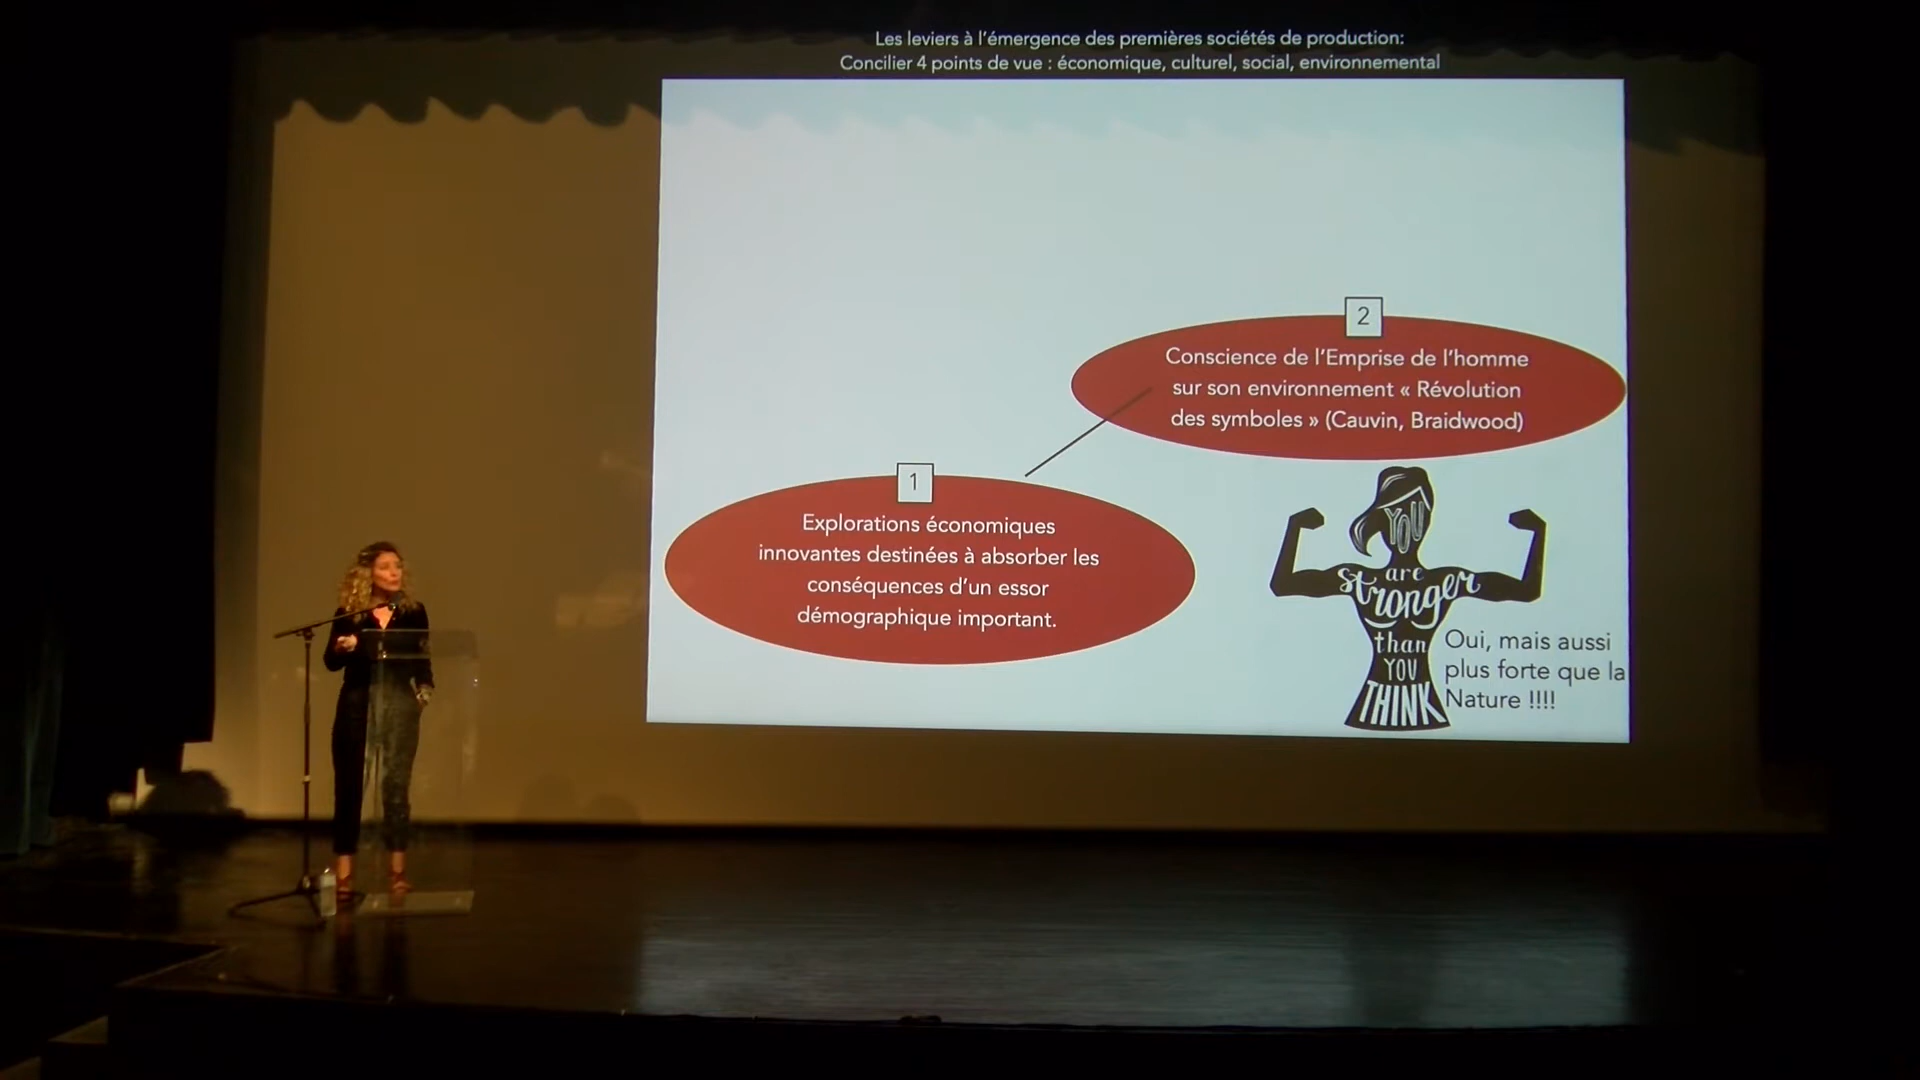 Les leviers à l'émergence des premières sociétés de production:
Concilier 4 points de vue : économique, culturel, social, environnemental
2
Conscience de l'Emprise de l'homme
sur son environnement « Révolution
des symboles » (Cauvin, Braidwood)
1
Explorations économiques
innovantes destinées à absorber les
conséquences d'un essor
démographique important.
YOU
are
stronger
than
YOU
THINK
Oui, mais aussi
plus forte que la
Nature !!!!